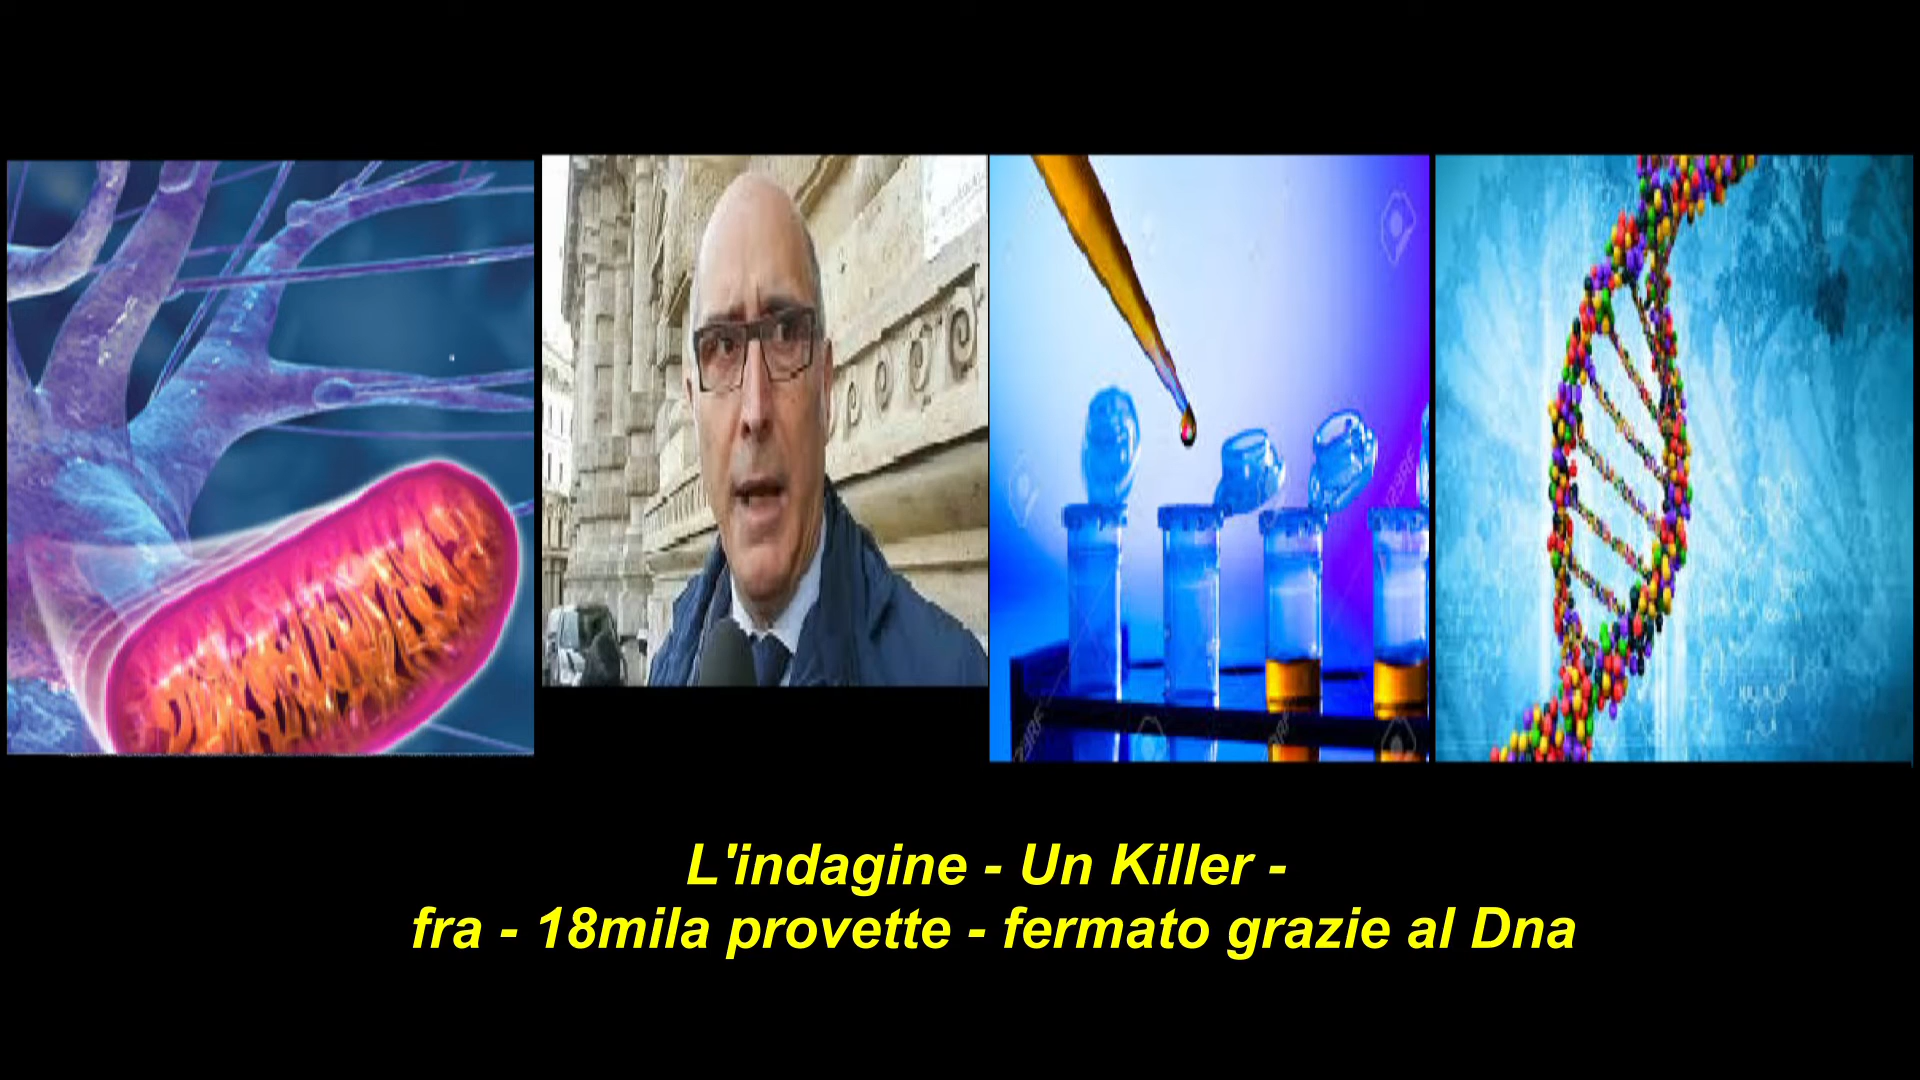 L'indagine - Un Killer -
fra - 18mila provette - fermato grazie al Dna